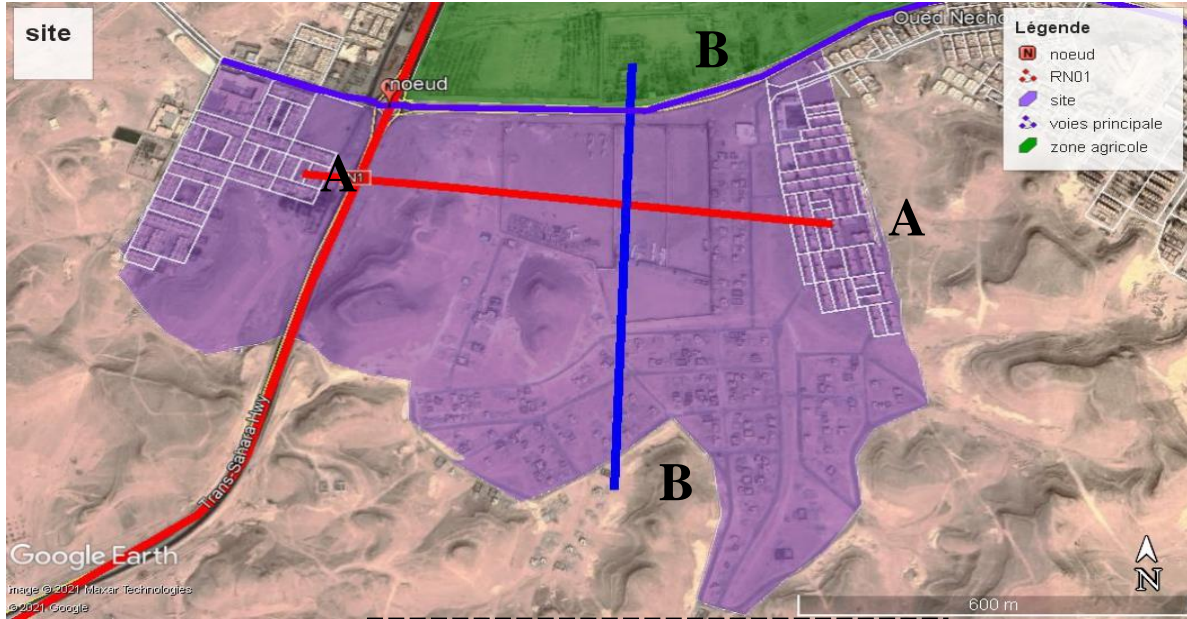 site
Oued Necho
Légende
noeud
RN01
site
voies principale
zone agricole
N
B
noeud
A
N1
A
B
Trans-Sahara Hwy
Google Earth
Image © 2021 Maxar Technologies
© 2021 Google
600 m
N